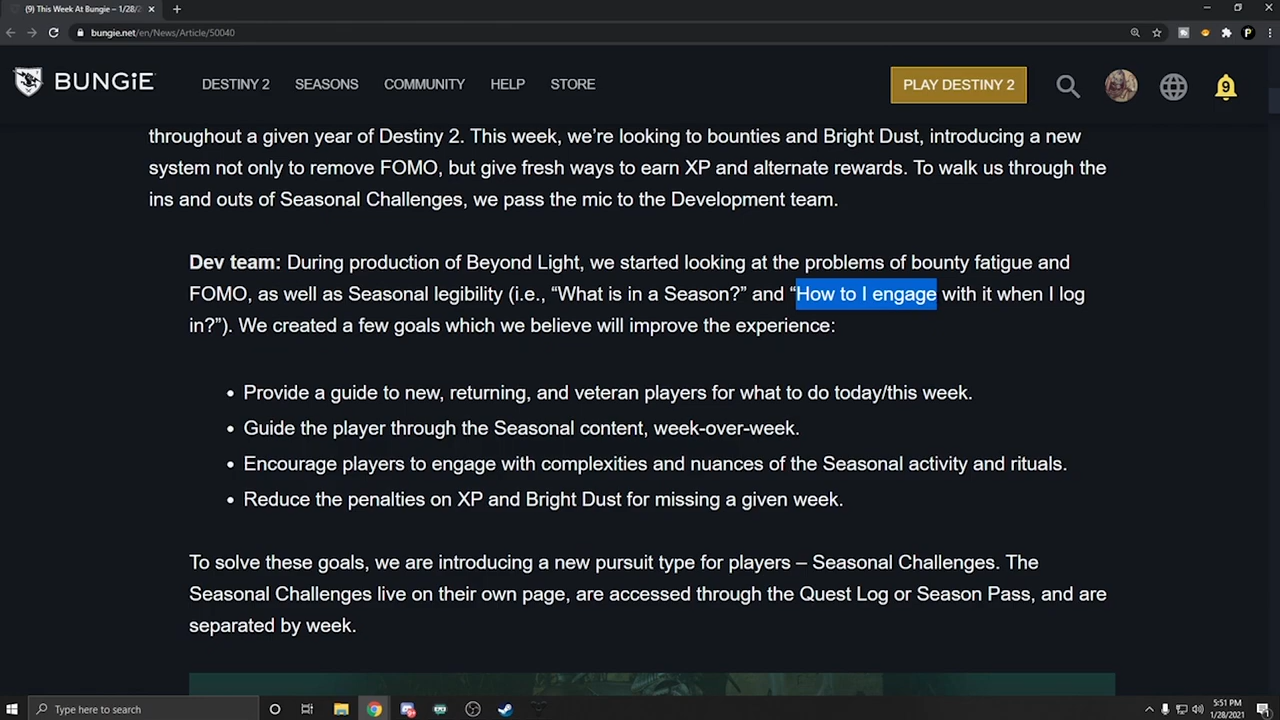 (9) This Week At Bungie – 1/28/2
bungie.net/en/News/Article/50040
BUNGiE
DESTINY 2 SEASONS COMMUNITY HELP STORE
PLAY DESTINY 2
9
throughout a given year of Destiny 2. This week, we’re looking to bounties and Bright Dust, introducing a new
system not only to remove FOMO, but give fresh ways to earn XP and alternate rewards. To walk us through the
ins and outs of Seasonal Challenges, we pass the mic to the Development team.
Dev team: During production of Beyond Light, we started looking at the problems of bounty fatigue and
FOMO, as well as Seasonal legibility (i.e., “What is in a Season?” and “How to I engage with it when I log
in?”). We created a few goals which we believe will improve the experience:
• Provide a guide to new, returning, and veteran players for what to do today/this week.
• Guide the player through the Seasonal content, week-over-week.
• Encourage players to engage with complexities and nuances of the Seasonal activity and rituals.
• Reduce the penalties on XP and Bright Dust for missing a given week.
To solve these goals, we are introducing a new pursuit type for players – Seasonal Challenges. The
Seasonal Challenges live on their own page, are accessed through the Quest Log or Season Pass, and are
separated by week.
Type here to search
5:51 PM
1/28/2021